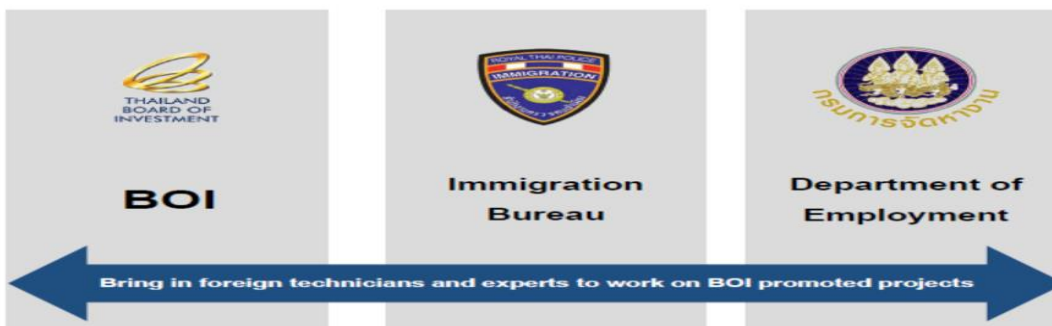 THAILAND
BOARD OF
INVESTMENT
BOI
ROYAL THAI POLICE
IMMIGRATION
Immigration
Bureau
กรมการจัดหางาน
Department of
Employment
Bring in foreign technicians and experts to work on BOI promoted projects